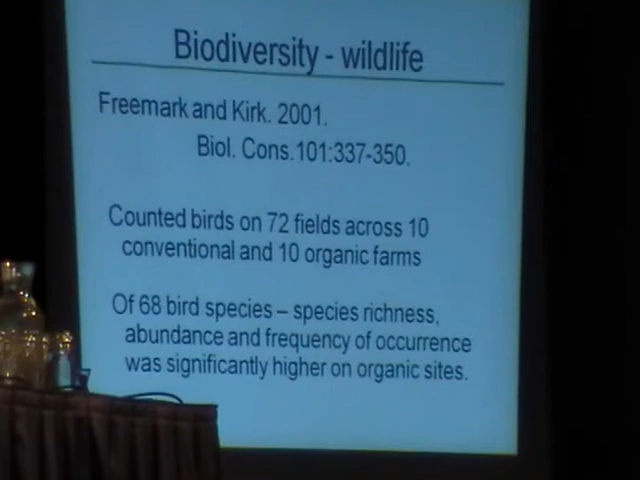 Biodiversity - wildlife
Freemark and Kirk. 2001.
Biol. Cons.101:337-350.
Counted birds on 72 fields across 10
conventional and 10 organic farms
Of 68 bird species – species richness,
abundance and frequency of occurrence
was significantly higher on organic sites.